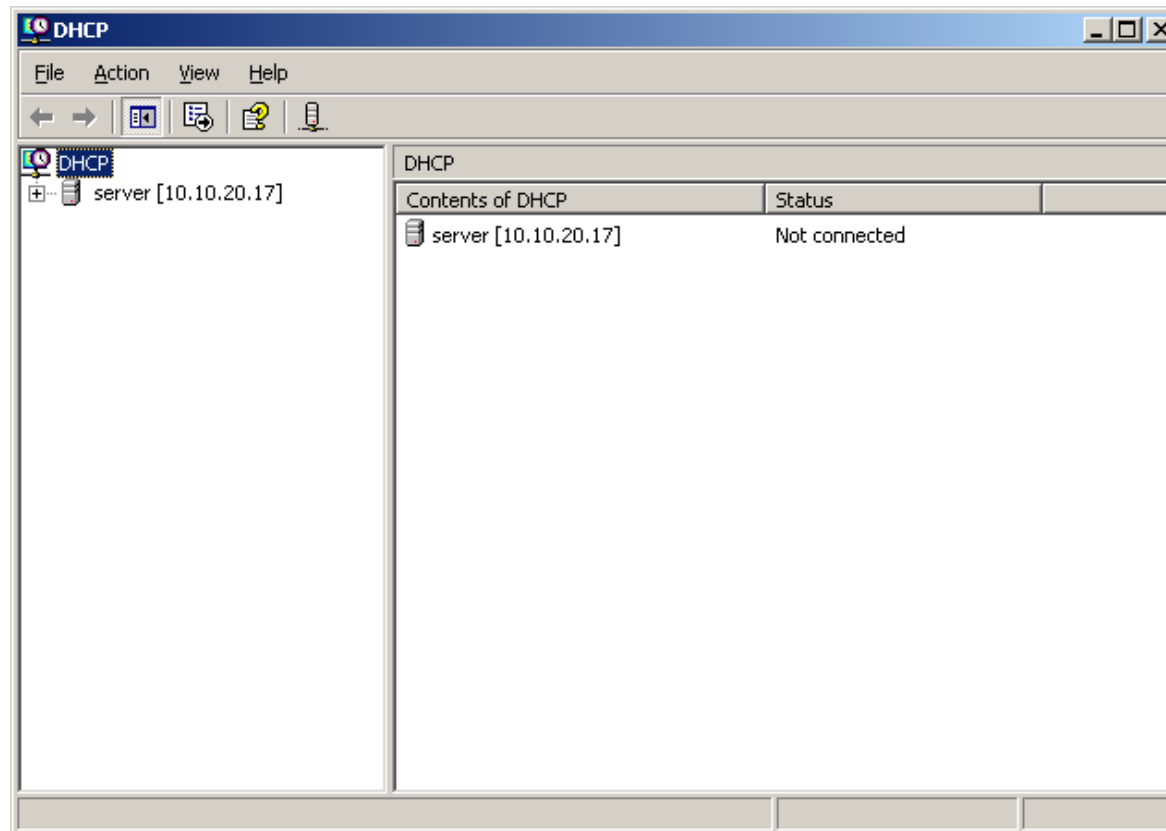 DHCP
File Action View Help
DHCP
server [10.10.20.17]
DHCP
Contents of DHCP Status
server [10.10.20.17] Not connected